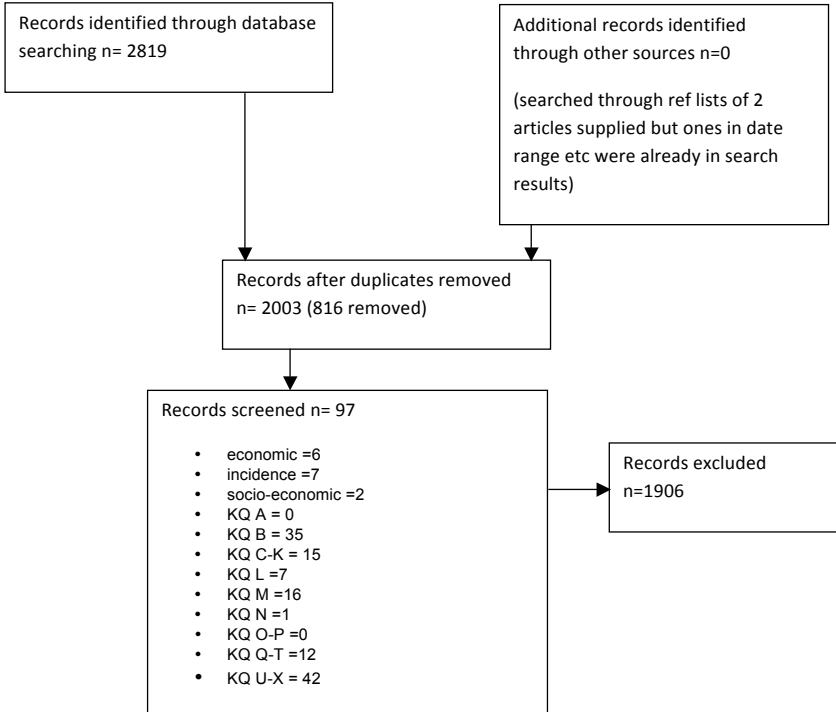 Records identified through database
searching n= 2819
Additional records identified
through other sources n=0
(searched through ref lists of 2
articles supplied but ones in date
range etc were already in search
results)
Records after duplicates removed
n= 2003 (816 removed)
Records screened n= 97
• economic =6
• incidence =7
• socio-economic =2
• KQ A = 0
• KQ B = 35
• KQ C-K = 15
• KQ L =7
• KQ M =16
• KQ N =1
• KQ O-P =0
• KQ Q-T =12
• KQ U-X = 42
Records excluded
n=1906